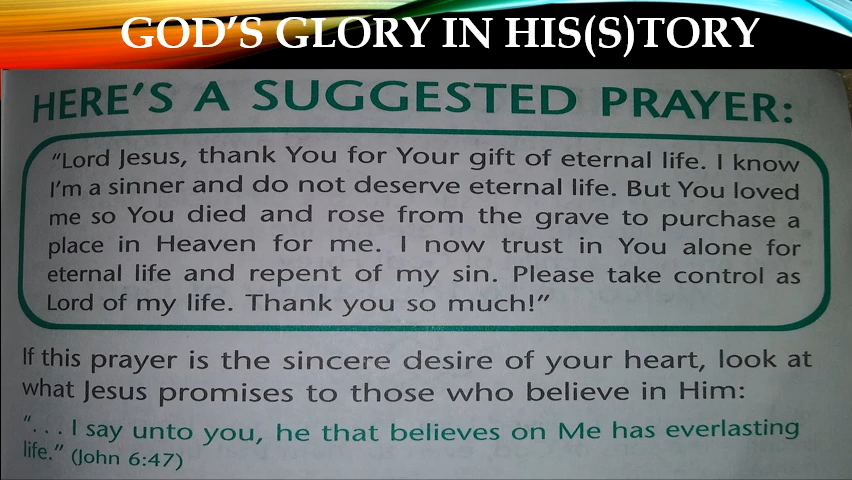 GOD'S GLORY IN HIS(S)TORY
HERE'S A SUGGESTED PRAYER:
"Lord Jesus, thank You for Your gift of eternal life. I know
I'm a sinner and do not deserve eternal life. But You loved
me so You died and rose from the grave to purchase a
place in Heaven for me. I now trust in You alone for
eternal life and repent of my sin. Please take control as
Lord of my life. Thank you so much!"
If this prayer is the sincere desire of your heart, look at
what Jesus promises to those who believe in Him:
". . . I say unto you, he that believes on Me has everlasting
life." (John 6:47)